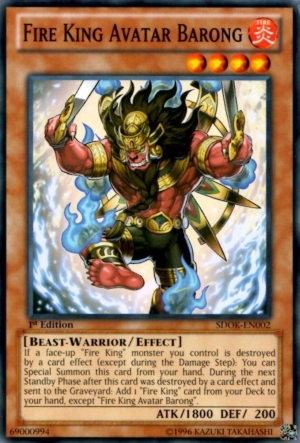 FIRE KING AVATAR BARONG
FIRE
炎
1st Edition
SDOK-EN002
[BEAST-WARRIOR/EFFECT]
If a face-up "Fire King" monster you control is destroyed
by a card effect (except during the Damage Step): You can
Special Summon this card from your hand. During the next
Standby Phase after this card was destroyed by a card effect and
sent to the Graveyard: Add 1 "Fire King" card from your Deck to
your hand, except "Fire King Avatar Barong".
ATK/1800 DEF/ 200
69000994
©1996 KAZUKI TAKAHASHI